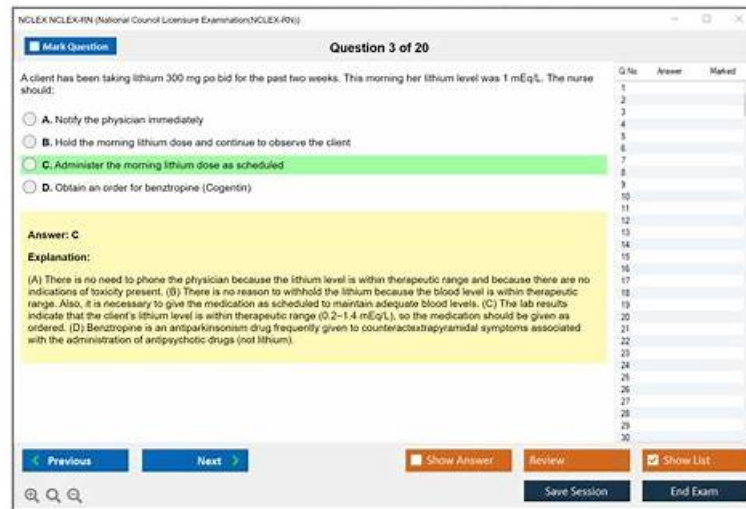 NCLEX NCLEX-RN (National Council Licensure Examination(NCLEX-RN))
Mark Question
Question 3 of 20
Q.No. Answer Marked
A client has been taking lithium 300 mg po bid for the past two weeks. This morning her lithium level was 1 mEq/L. The nurse
should:
A. Notify the physician immediately
B. Hold the morning lithium dose and continue to observe the client
C. Administer the morning lithium dose as scheduled
D. Obtain an order for benztropine (Cogentin)
Answer: C
Explanation:
(A) There is no need to phone the physician because the lithium level is within therapeutic range and because there are no
indications of toxicity present. (B) There is no reason to withhold the lithium because the blood level is within therapeutic
range. Also, it is necessary to give the medication as scheduled to maintain adequate blood levels. (C) The lab results
indicate that the client's lithium level is within therapeutic range (0.2–1.4 mEq/L), so the medication should be given as
ordered. (D) Benztropine is an antiparkinsonism drug frequently given to counteractextrapyramidal symptoms associated
with the administration of antipsychotic drugs (not lithium).
1
2
3
4
5
6
7
8
9
10
11
12
13
14
15
16
17
18
19
20
21
22
23
24
25
26
27
28
29
30
Previous
Next
Show Answer
Review
Show List
Save Session
End Exam